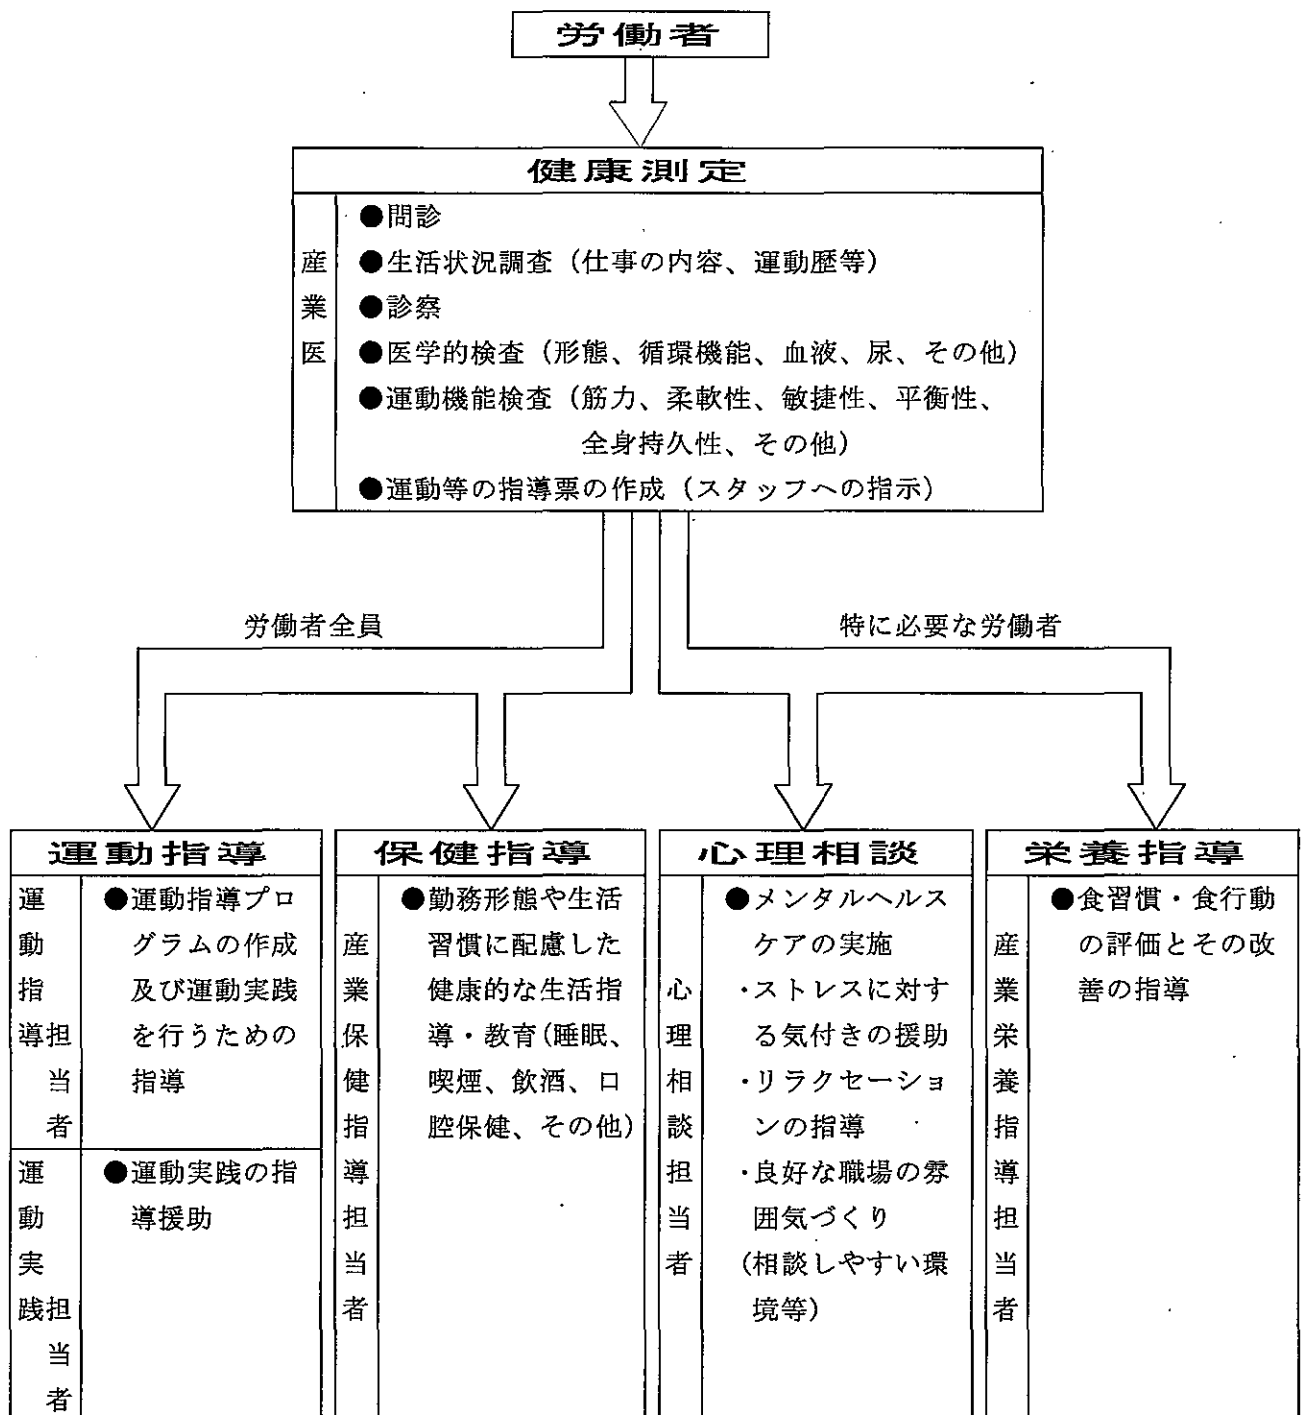 労働者
健康測定
産業医
●問診
●生活状況調査（仕事の内容、運動歴等）
●診察
●医学的検査（形態、循環機能、血液、尿、その他）
●運動機能検査（筋力、柔軟性、敏捷性、平衡性、
全身持久性、その他）
●運動等の指導票の作成（スタッフへの指示）
労働者全員
特に必要な労働者
運動指導
運動指導担当者
●運動指導プロ
グラムの作成
及び運動実践
を行うための
指導
運動実践担当者
●運動実践の指
導援助
保健指導
産業保健指導担当者
●勤務形態や生活
習慣に配慮した
健康的な生活指
導・教育(睡眠、
喫煙、飲酒、口
腔保健、その他)
心理相談
心理相談担当者
●メンタルヘルス
ケアの実施
・ストレスに対す
る気付きの援助
・リラクセーショ
ンの指導
・良好な職場の雰
囲気づくり
(相談しやすい環
境等)
栄養指導
産業栄養指導担当者
●食習慣・食行動
の評価とその改
善の指導